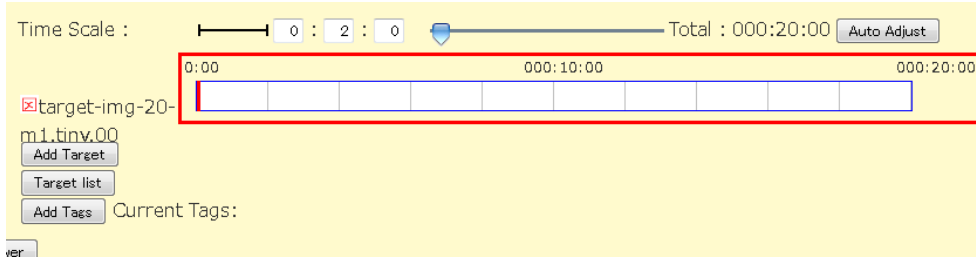 Time Scale : 0 : 2 : 0 Total : 000:20:00 Auto Adjust
0:00 000:10:00 000:20:00
target-img-20-
m1.tiny.00
Add Target
Target list
Add Tags Current Tags: